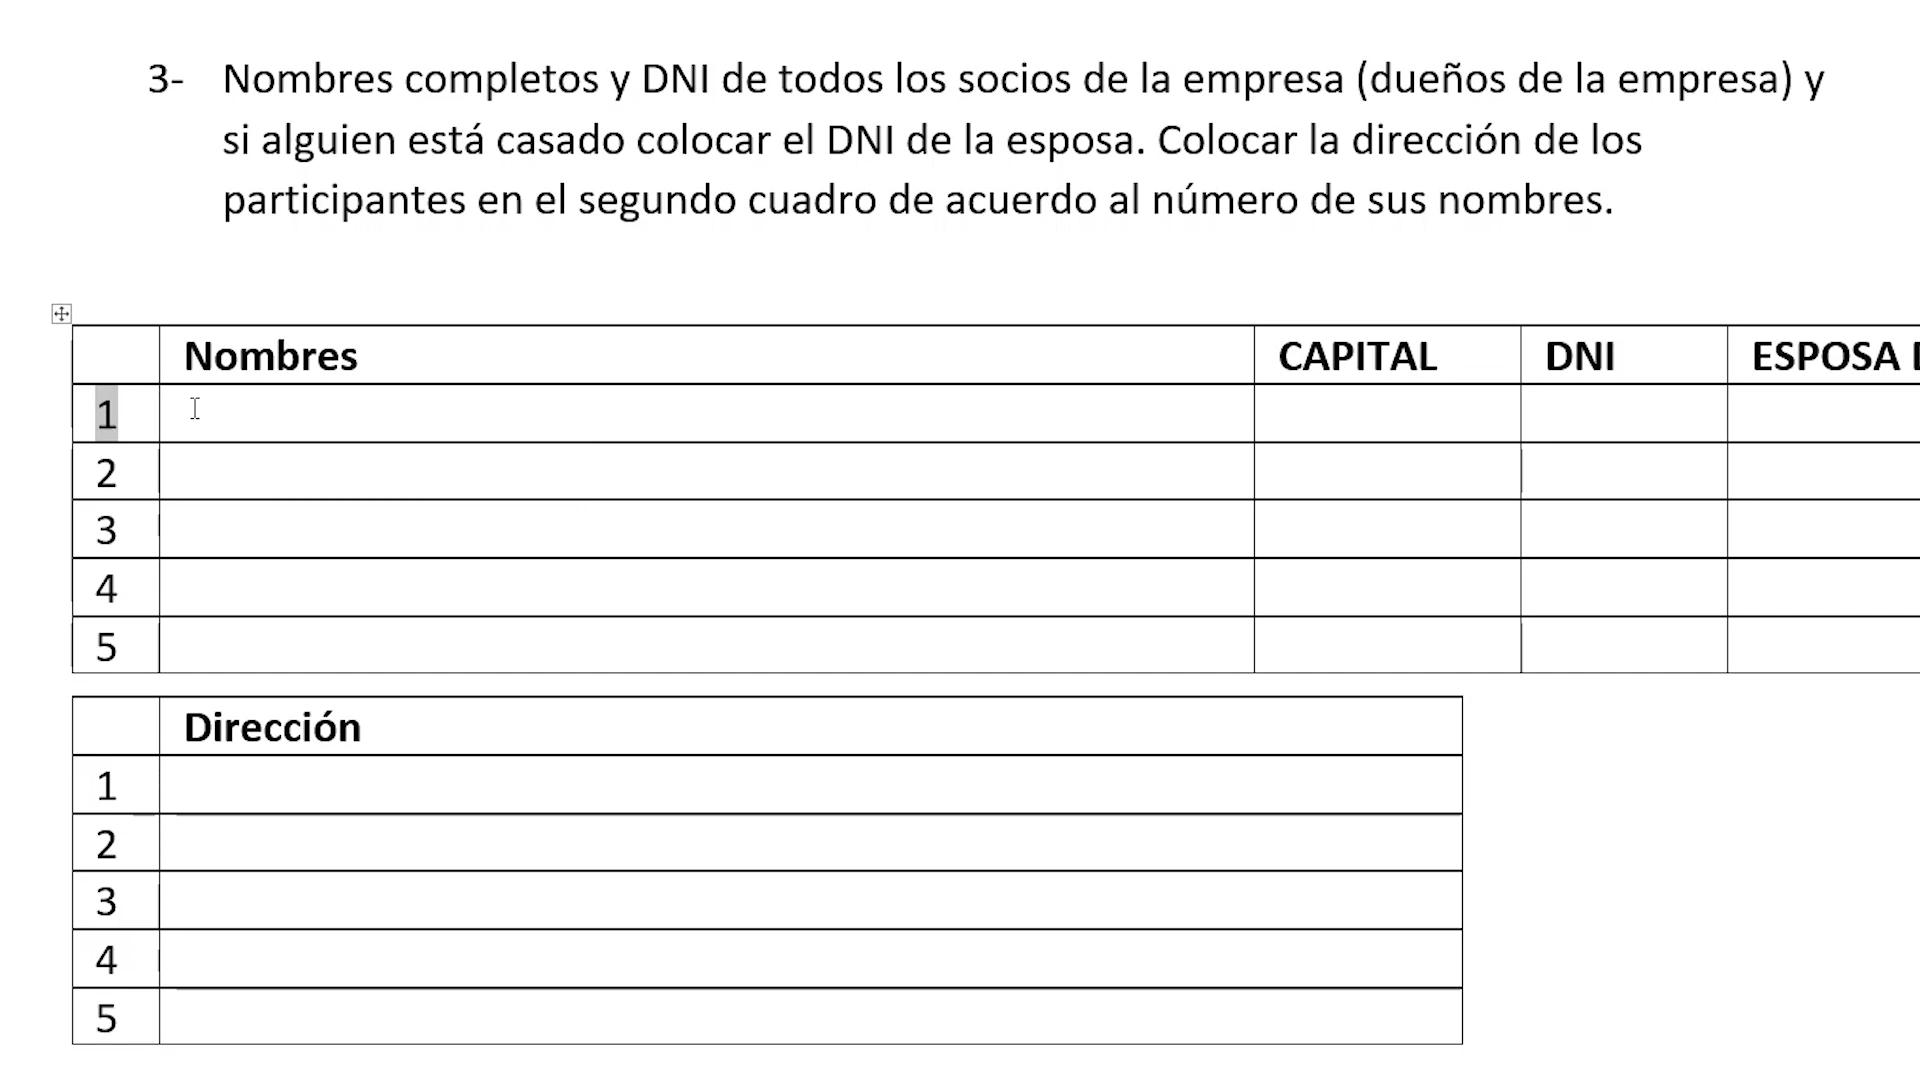 3- Nombres completos y DNI de todos los socios de la empresa (dueños de la empresa) y
si alguien está casado colocar el DNI de la esposa. Colocar la dirección de los
participantes en el segundo cuadro de acuerdo al número de sus nombres.
Nombres CAPITAL DNI ESPOSA
1
2
3
4
5
Dirección
1
2
3
4
5